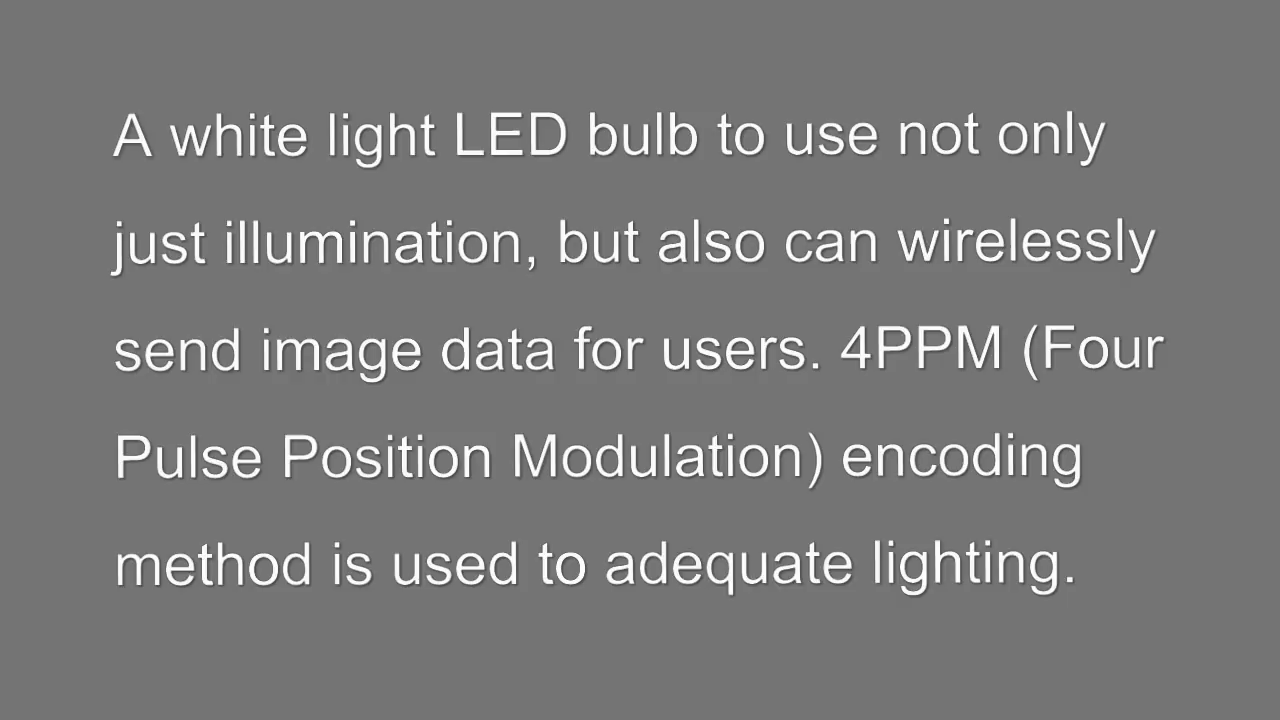 A white light LED bulb to use not only
just illumination, but also can wirelessly
send image data for users. 4PPM (Four
Pulse Position Modulation) encoding
method is used to adequate lighting.